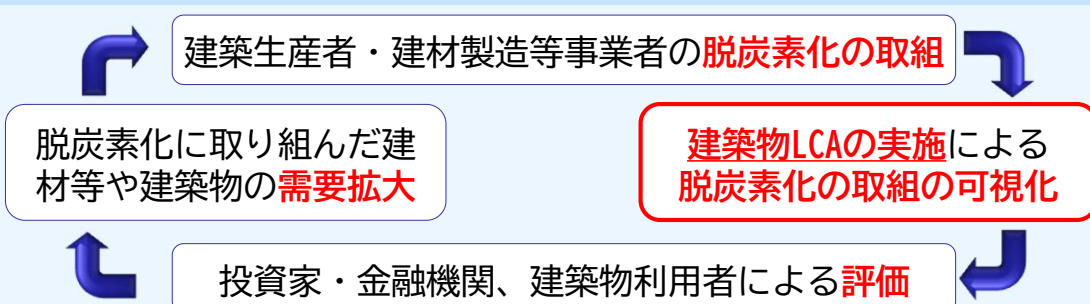 建築生産者・建材製造等事業者の脱炭素化の取組
脱炭素化に取り組んだ建
材等や建築物の需要拡大
建築物LCAの実施による
脱炭素化の取組の可視化
投資家・金融機関、建築物利用者による評価